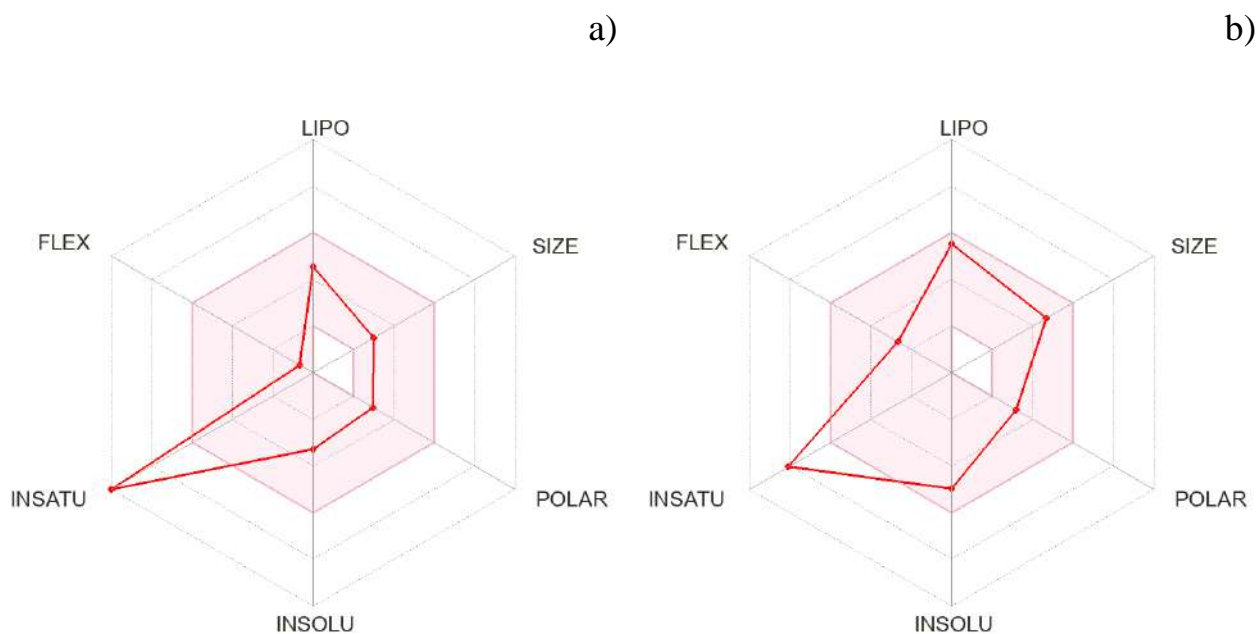 a)
b)
LIPO
LIPO
FLEX
SIZE
FLEX
SIZE
INSATU
POLAR
INSATU
POLAR
INSOLU
INSOLU